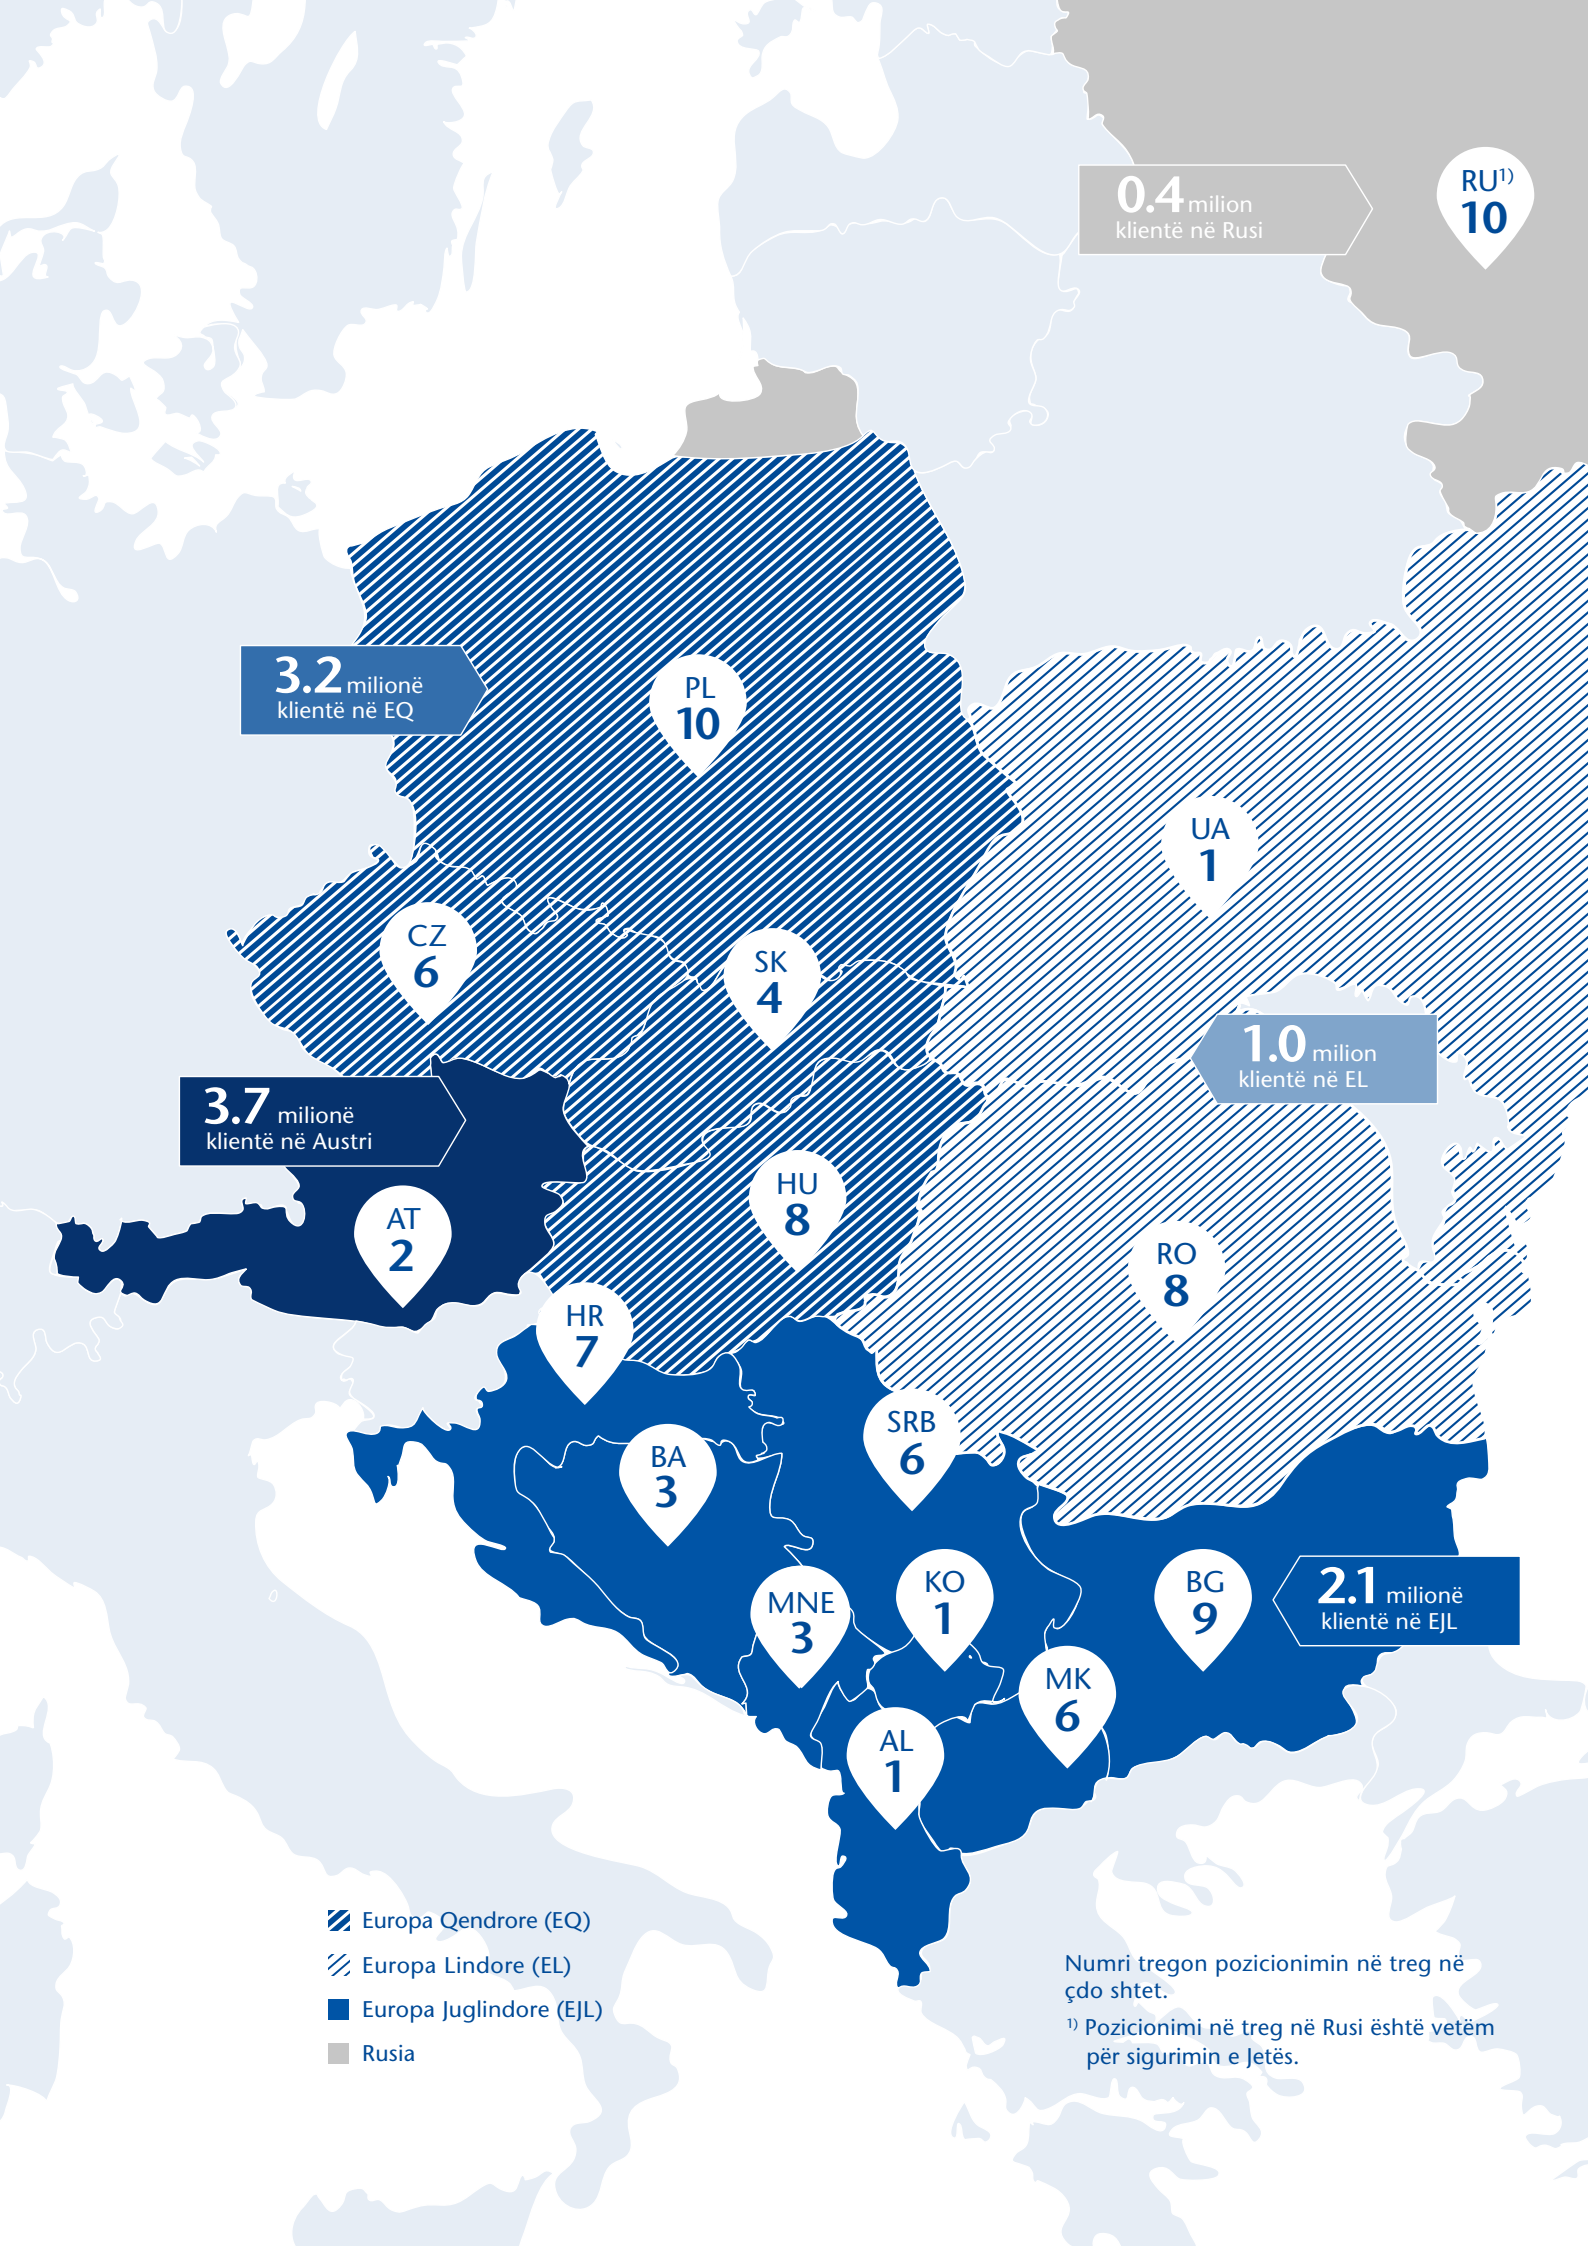 RU¹⁾
10
0.4 milion
klientë në Rusi
3.2 milionë
klientë në EQ
PL
10
UA
1
CZ
6
SK
4
1.0 milion
klientë në EL
3.7 milionë
klientë në Austri
HU
8
AT
2
RO
8
HR
7
SRB
6
BA
3
KO
1
BG
9
2.1 milionë
klientë në EJL
MNE
3
MK
6
AL
1
Europa Qendrore (EQ)
Europa Lindore (EL)
Europa Juglindore (EJL)
Rusia
Numri tregon pozicionimin në treg në
çdo shtet.
¹⁾ Pozicionimi në treg në Rusi është vetëm
për sigurimin e Jetës.